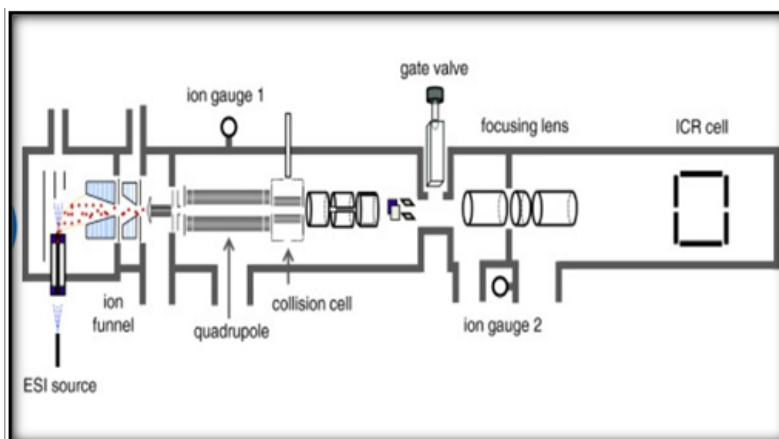 gate valve
ion gauge 1
focusing lens
ICR cell
ion
funnel
collision cell
quadrupole
ion gauge 2
ESI source